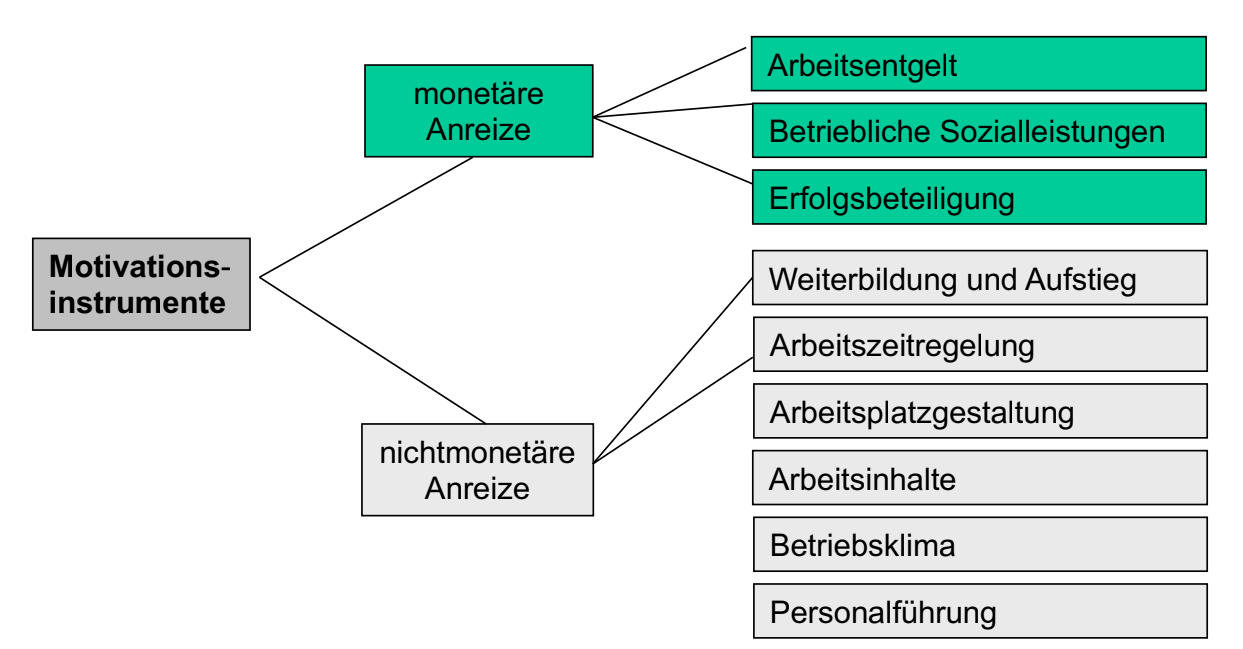 Motivations-
instrumente
monetäre
Anreize
Arbeitsentgelt
Betriebliche Sozialleistungen
Erfolgsbeteiligung
nichtmonetäre
Anreize
Weiterbildung und Aufstieg
Arbeitszeitregelung
Arbeitsplatzgestaltung
Arbeitsinhalte
Betriebsklima
Personalführung